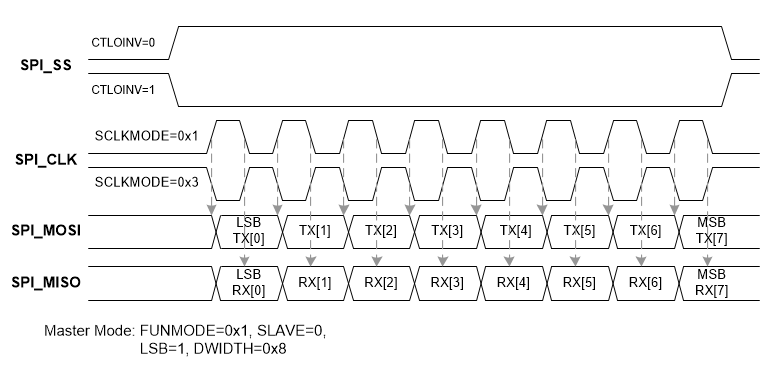 CTLOINV=0
SPI_SS
CTLOINV=1
SCLKMODE=0x1
SPI_CLK
SCLKMODE=0x3
SPI_MOSI
LSB TX[0] TX[1] TX[2] TX[3] TX[4] TX[5] TX[6] MSB TX[7]
SPI_MISO
LSB RX[0] RX[1] RX[2] RX[3] RX[4] RX[5] RX[6] MSB RX[7]
Master Mode: FUNMODE=0x1, SLAVE=0,
LSB=1, DWIDTH=0x8